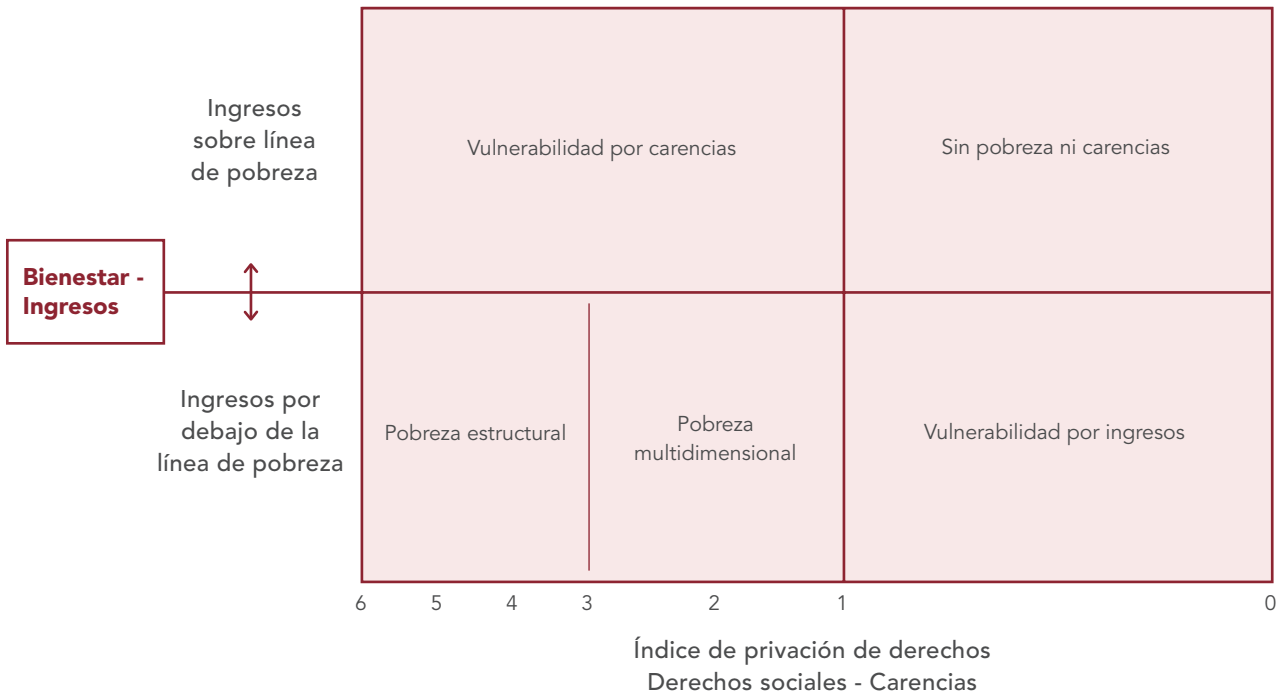 Ingresos
sobre línea
de pobreza
Vulnerabilidad por carencias
Sin pobreza ni carencias
Bienestar -
Ingresos
Ingresos por
debajo de la
línea de pobreza
Pobreza estructural
Pobreza
multidimensional
Vulnerabilidad por ingresos
6 5 4 3 2 1 0
Índice de privación de derechos
Derechos sociales - Carencias